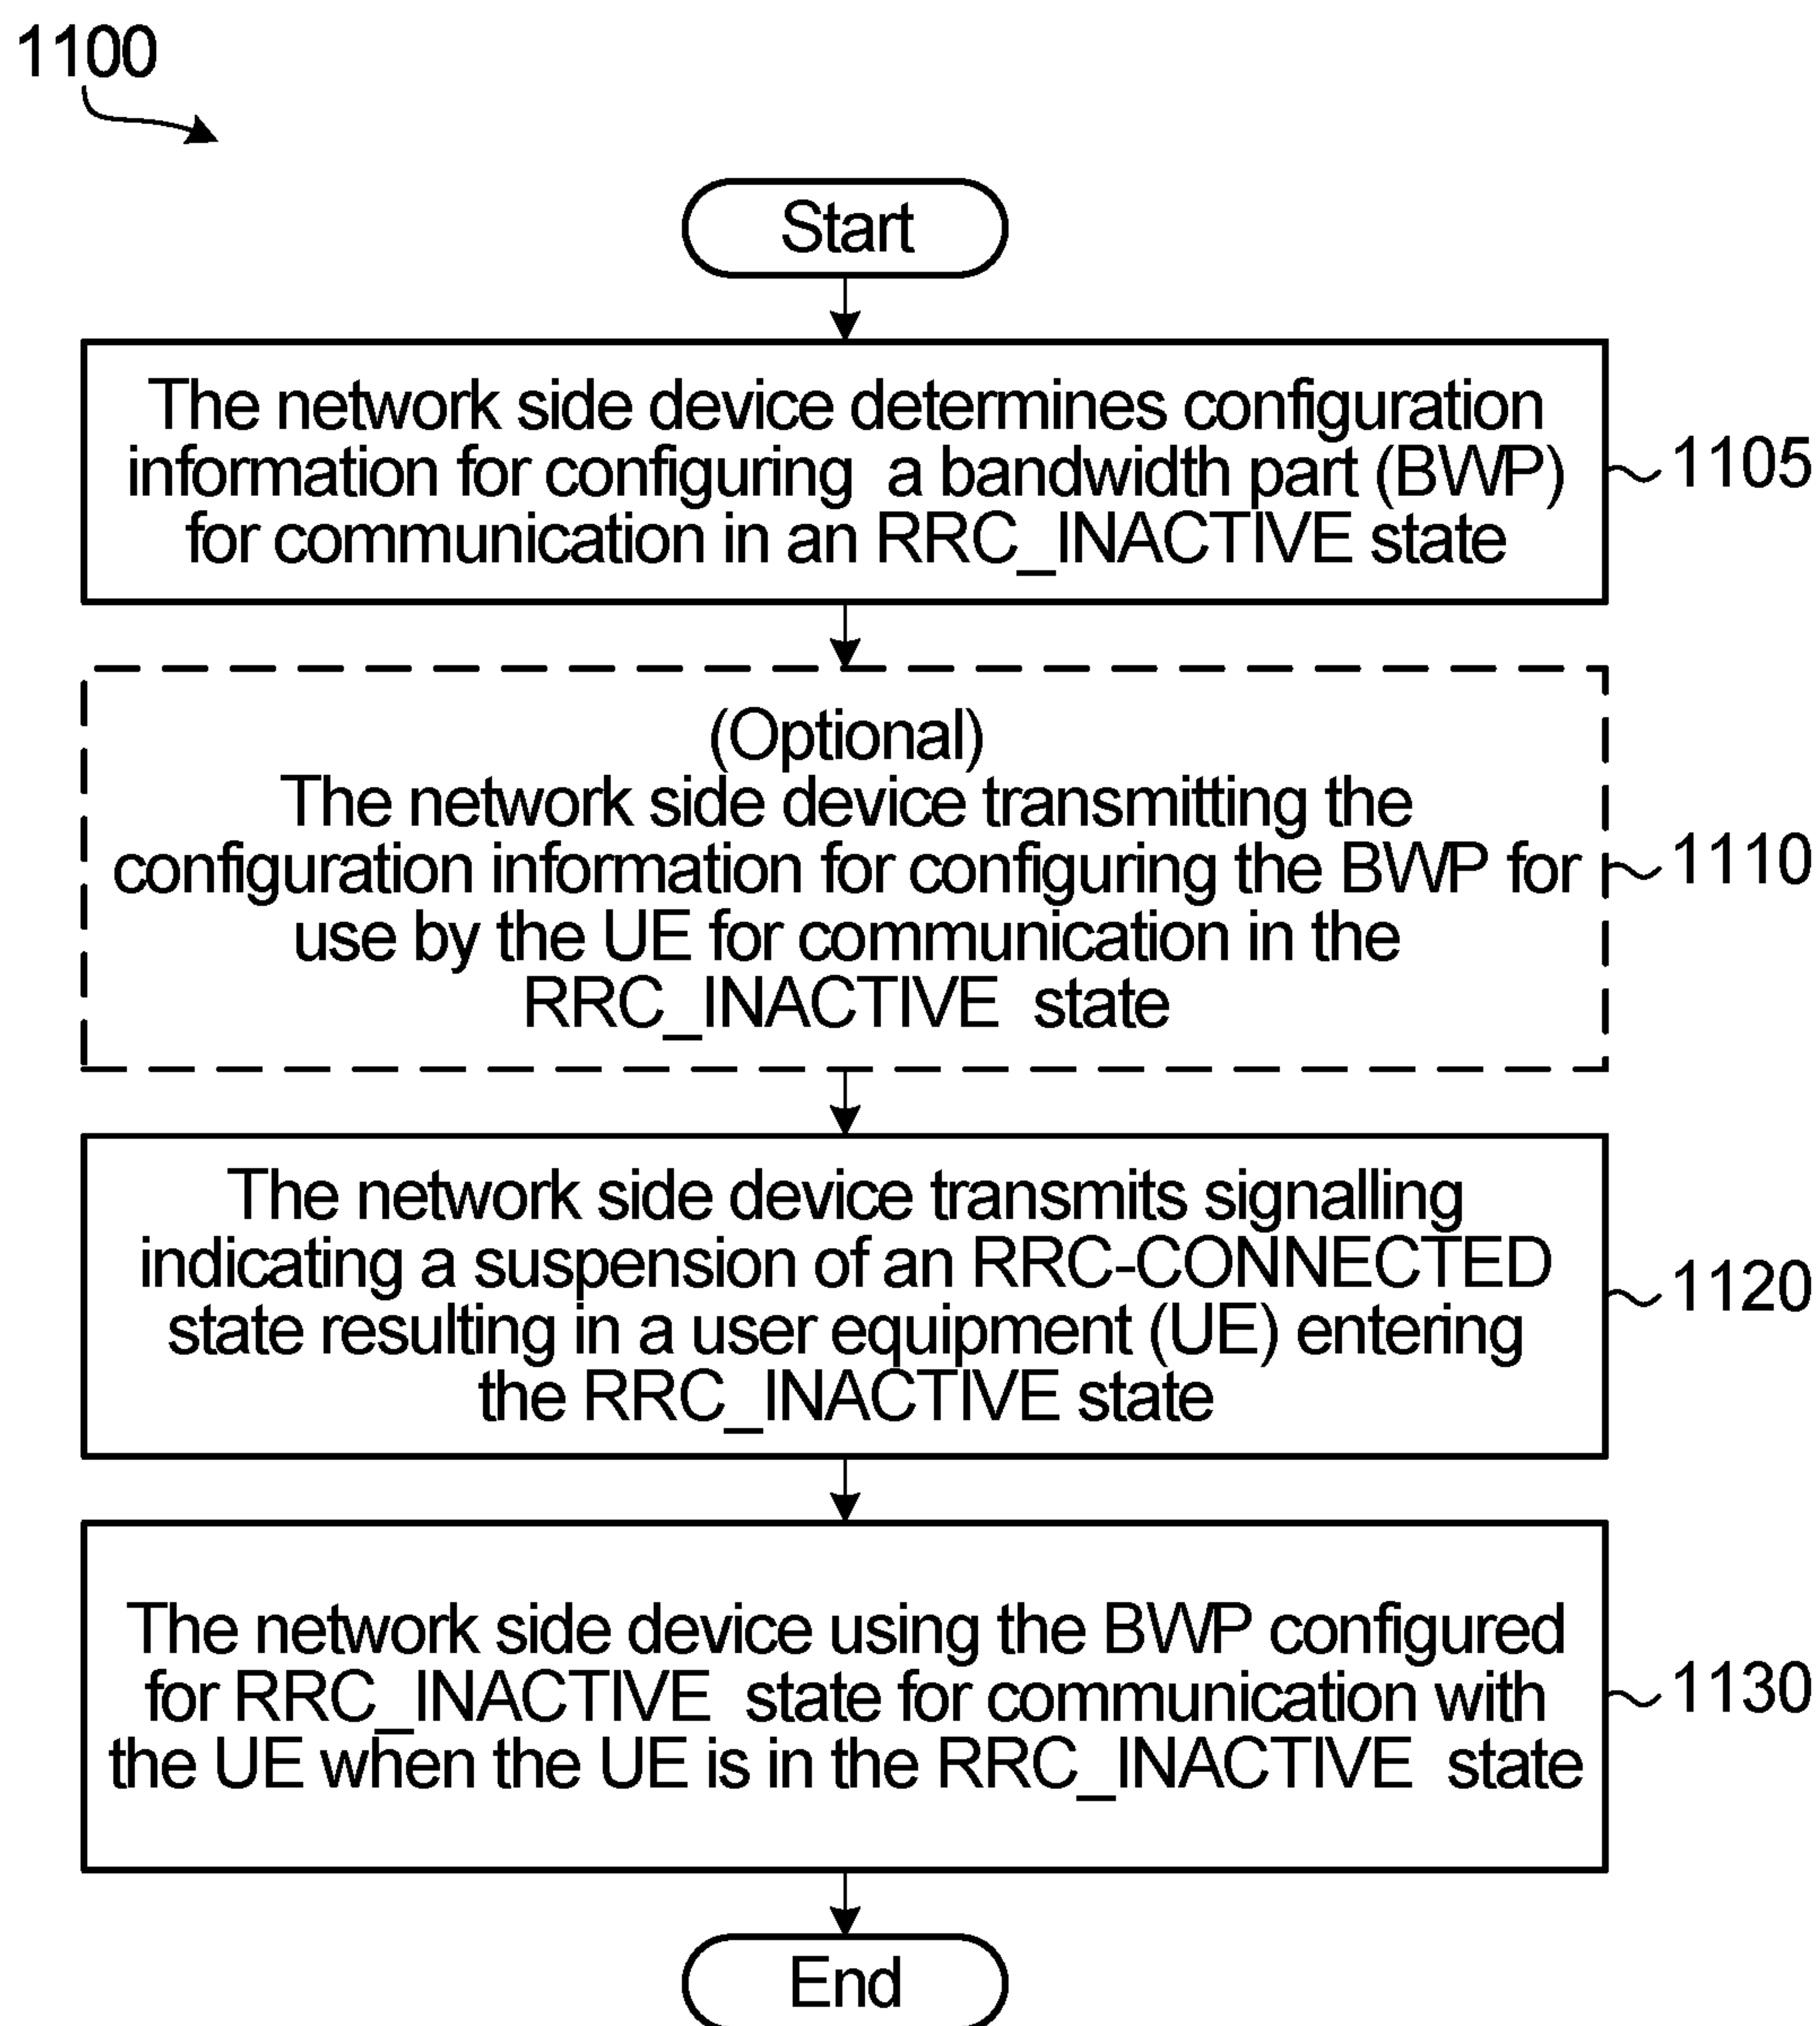 1100
Start
The network side device determines configuration
information for configuring a bandwidth part (BWP)
for communication in an RRC_INACTIVE state
1105
(Optional)
The network side device transmitting the
configuration information for configuring the BWP for
use by the UE for communication in the
RRC_INACTIVE state
1110
The network side device transmits signalling
indicating a suspension of an RRC-CONNECTED
state resulting in a user equipment (UE) entering
the RRC_INACTIVE state
1120
The network side device using the BWP configured
for RRC_INACTIVE state for communication with
the UE when the UE is in the RRC_INACTIVE state
1130
End